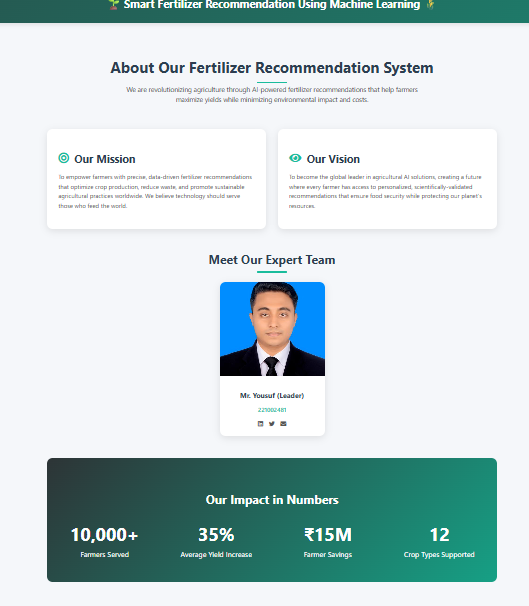 🌱 Smart Fertilizer Recommendation Using Machine Learning 🌾
About Our Fertilizer Recommendation System
We are revolutionizing agriculture through AI-powered fertilizer recommendations that help farmers
maximize yields while minimizing environmental impact and costs.
Our Mission
To empower farmers with precise, data-driven fertilizer recommendations
that optimize crop production, reduce waste, and promote sustainable
agricultural practices worldwide. We believe technology should serve
those who feed the world.
Our Vision
To become the global leader in agricultural AI solutions, creating a future
where every farmer has access to personalized, scientifically-validated
recommendations that ensure food security while protecting our planet's
resources.
Meet Our Expert Team
Mr. Yousuf (Leader)
221002481
Our Impact in Numbers
10,000+
Farmers Served
35%
Average Yield Increase
₹15M
Farmer Savings
12
Crop Types Supported